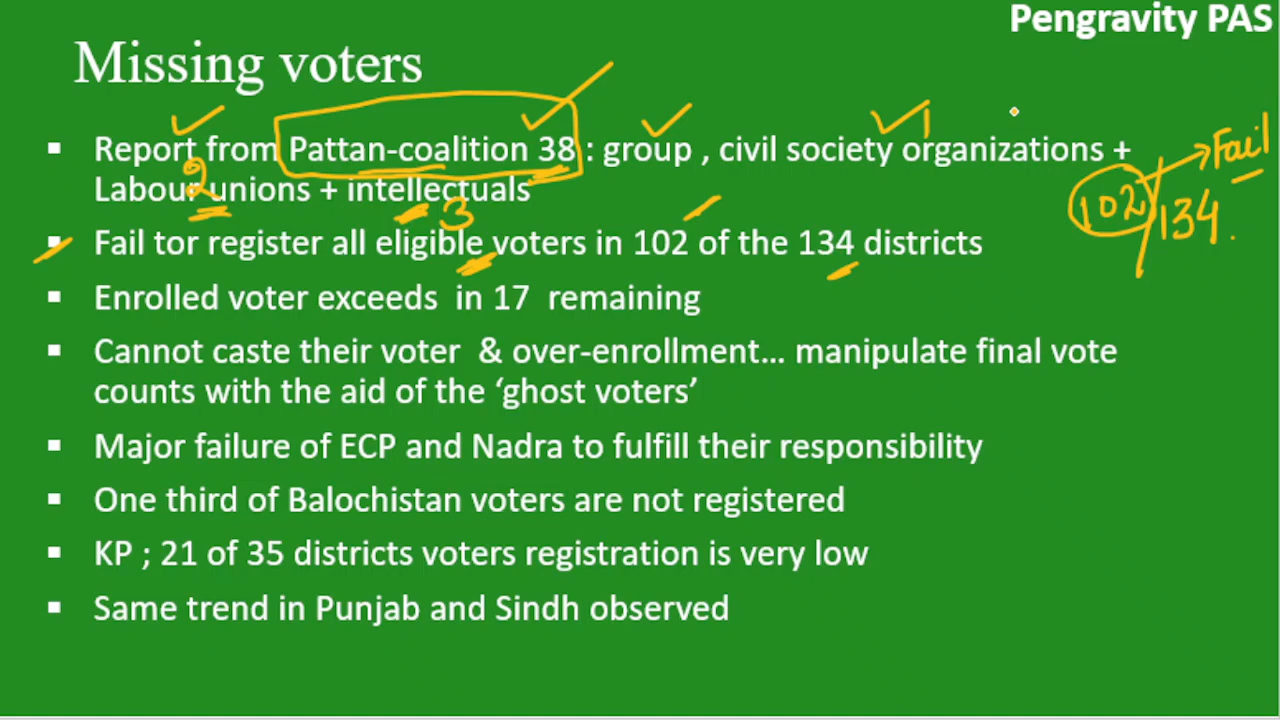 Pengravity PAS
Missing voters
▪ Report from Pattan-coalition 38 : group , civil society organizations +
Labour unions + intellectuals
1
2
3
▪ Fail tor register all eligible voters in 102 of the 134 districts
102/134 → Fail
▪ Enrolled voter exceeds in 17 remaining
▪ Cannot caste their voter & over-enrollment... manipulate final vote
counts with the aid of the ‘ghost voters’
▪ Major failure of ECP and Nadra to fulfill their responsibility
▪ One third of Balochistan voters are not registered
▪ KP ; 21 of 35 districts voters registration is very low
▪ Same trend in Punjab and Sindh observed